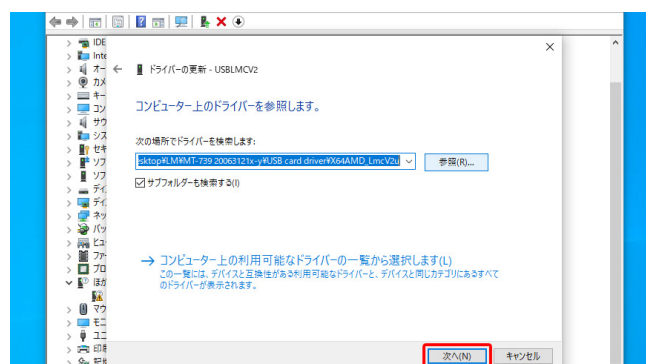 IDE
Inte
オー
カメ
キー
コン
サウ
シス
セキ
ソフ
ソフ
ディ
ディ
ネッ
バッ
ヒュ
ファ
プロ
ほか
マウ
モニ
ユニ
印刷
記憶
ドライバーの更新 - USBLMCV2
コンピューター上のドライバーを参照します。
次の場所でドライバーを検索します:
sktop¥LM¥MT-739 20063121x-y¥USB card driver¥X64AMD_LmcV2u
参照(R)...
サブフォルダーも検索する(I)
→ コンピューター上の利用可能なドライバーの一覧から選択します(L)
この一覧には、デバイスと互換性がある利用可能なドライバーと、デバイスと同じカテゴリにあるすべて
のドライバーが表示されます。
次へ(N)
キャンセル